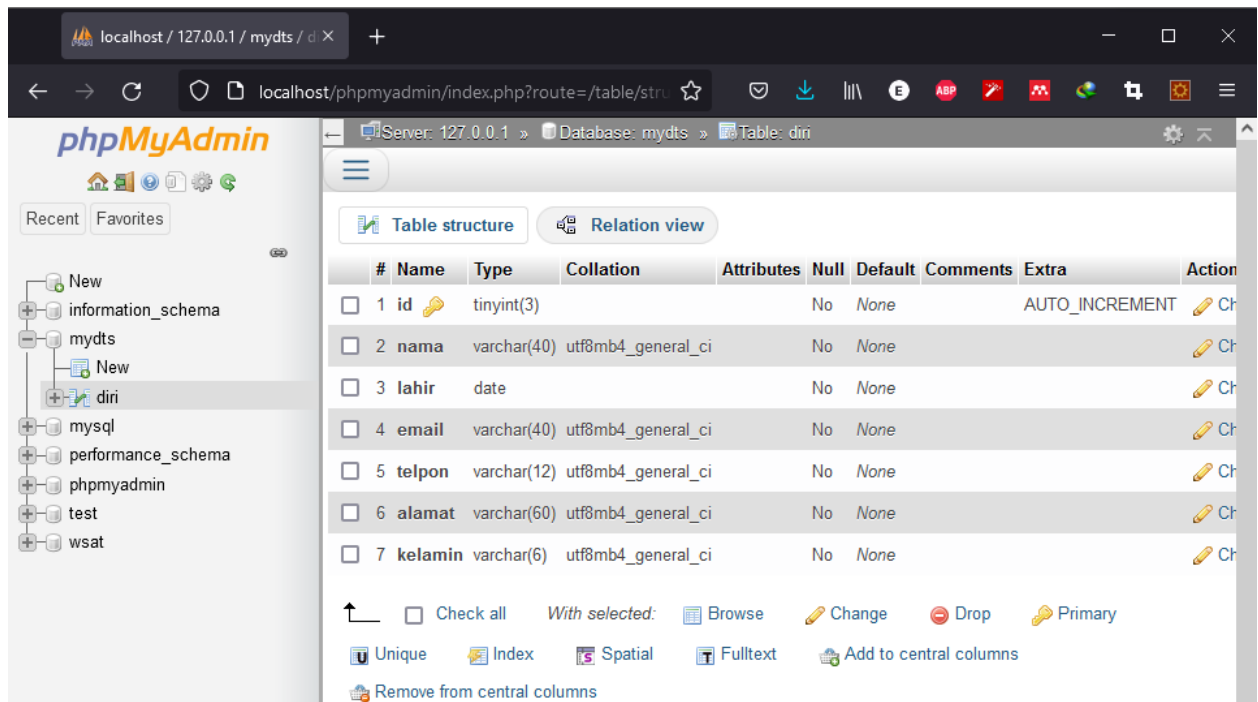 localhost / 127.0.0.1 / mydts / d
localhost/phpmyadmin/index.php?route=/table/stru
E
ABP
phpMyAdmin
Recent
Favorites
New
information_schema
mydts
New
diri
mysql
performance_schema
phpmyadmin
test
wsat
Server: 127.0.0.1 » Database: mydts » Table: diri
Table structure
Relation view
# Name Type Collation Attributes Null Default Comments Extra Action
1 id tinyint(3) No None AUTO_INCREMENT Ch
2 nama varchar(40) utf8mb4_general_ci No None Ch
3 lahir date No None Ch
4 email varchar(40) utf8mb4_general_ci No None Ch
5 telpon varchar(12) utf8mb4_general_ci No None Ch
6 alamat varchar(60) utf8mb4_general_ci No None Ch
7 kelamin varchar(6) utf8mb4_general_ci No None Ch
Check all With selected: Browse Change Drop Primary
Unique Index Spatial Fulltext Add to central columns
Remove from central columns